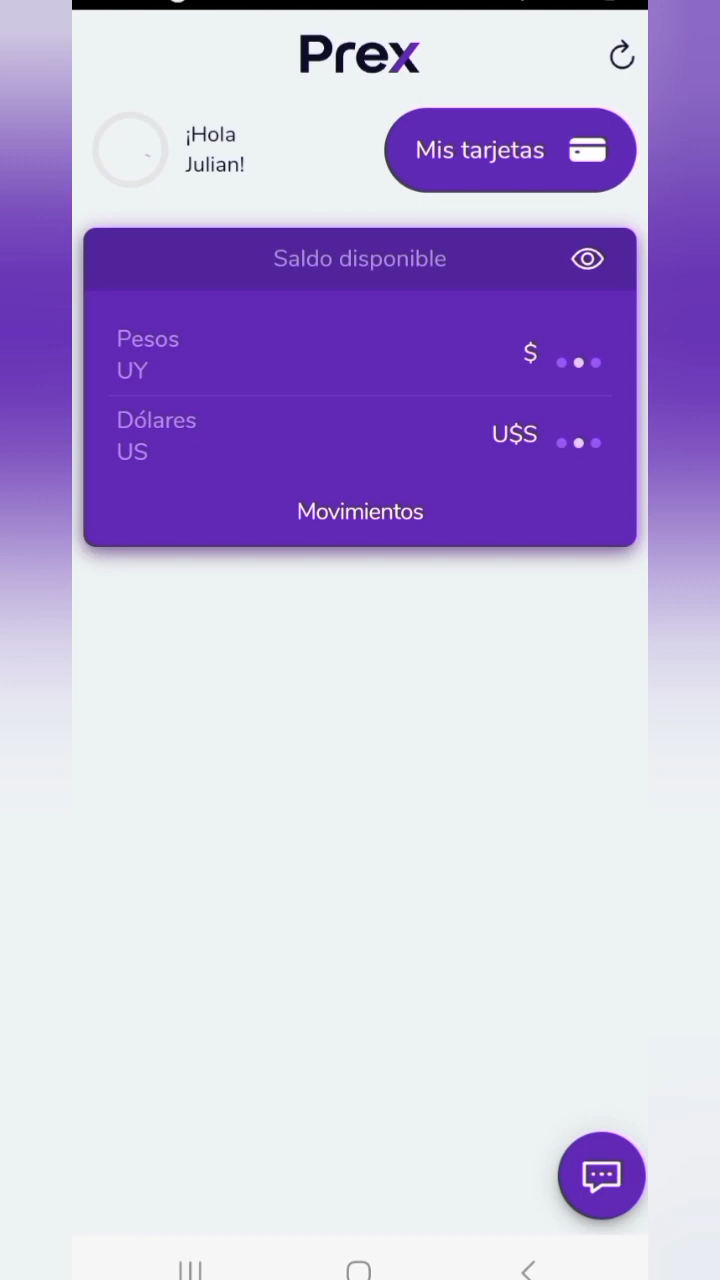 Prex
¡Hola
Julian!
Mis tarjetas
Saldo disponible
Pesos
UY
$
Dólares
US
U$S
Movimientos